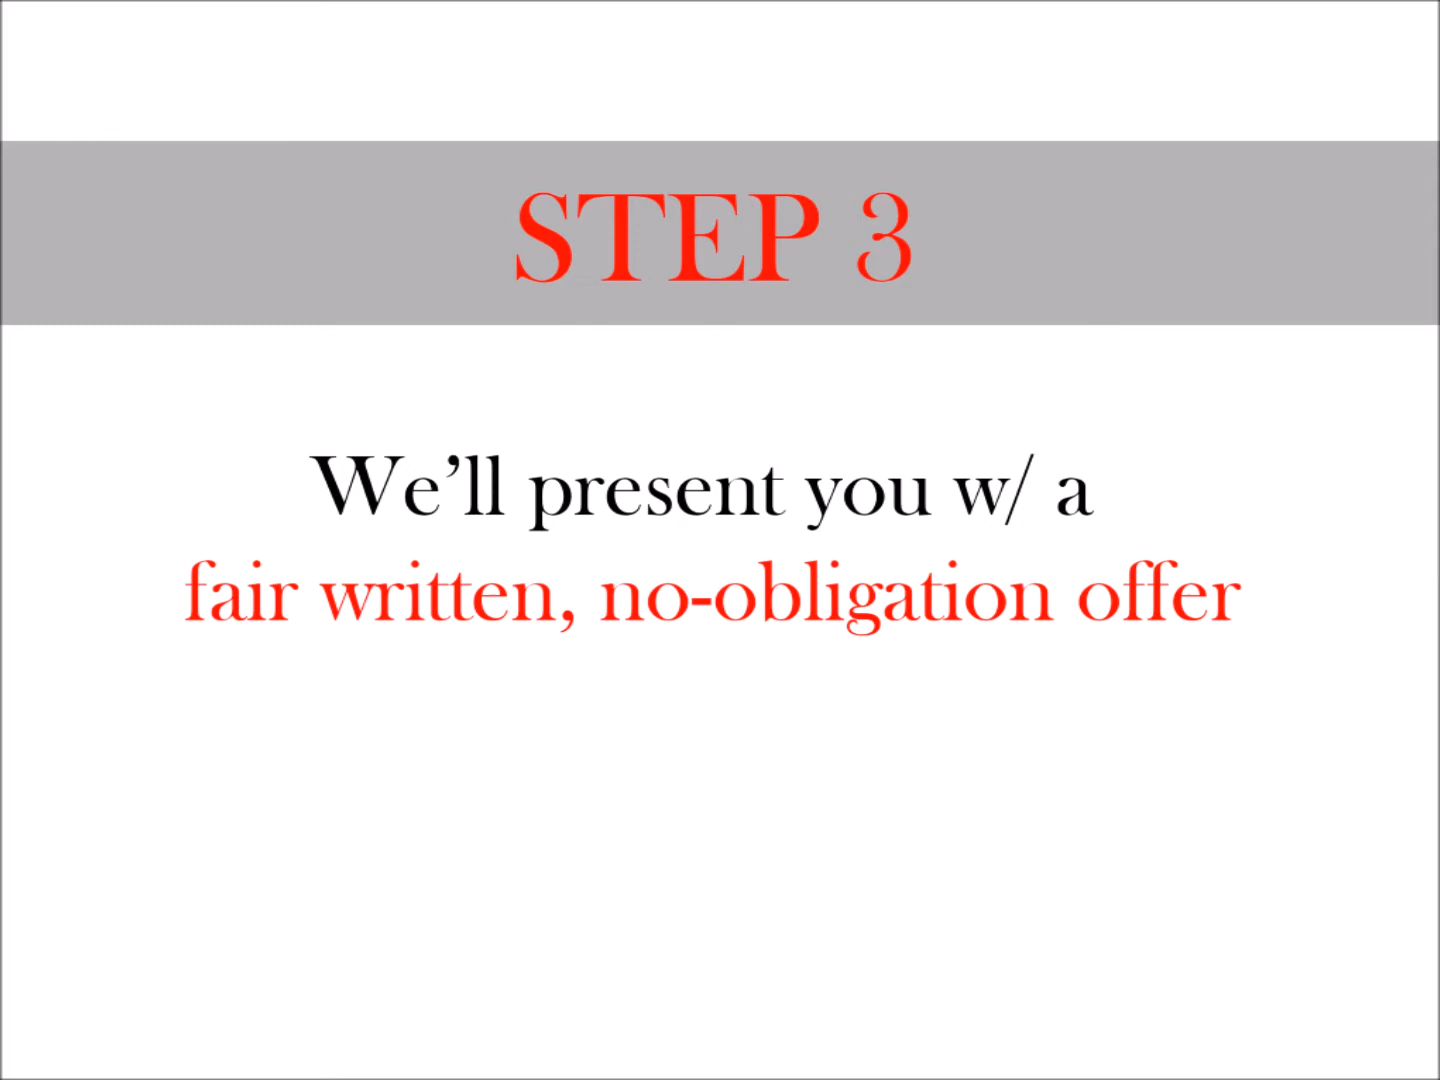 STEP 3
We’ll present you w/ a
fair written, no-obligation offer